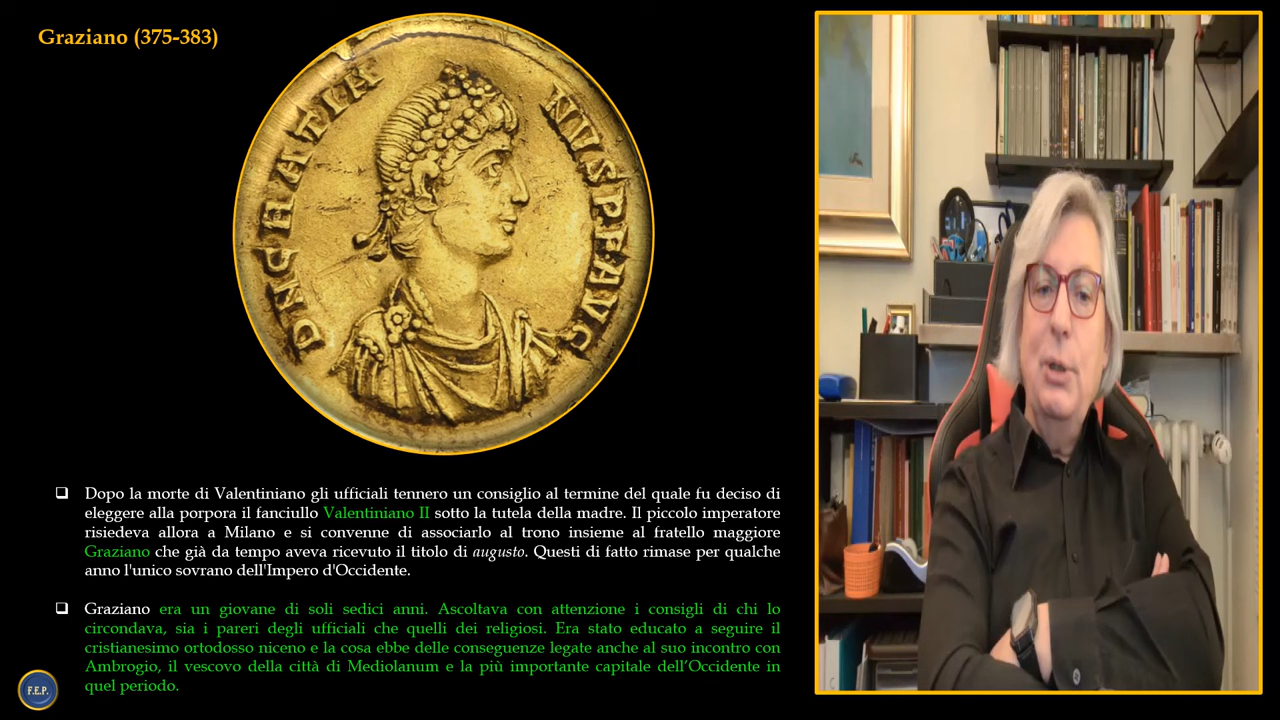 Graziano (375-383)
D N GRATIA
NVS P F AVG
❑ Dopo la morte di Valentiniano gli ufficiali tennero un consiglio al termine del quale fu deciso di
eleggere alla porpora il fanciullo Valentiniano II sotto la tutela della madre. Il piccolo imperatore
risiedeva allora a Milano e si convenne di associarlo al trono insieme al fratello maggiore
Graziano che già da tempo aveva ricevuto il titolo di augusto. Questi di fatto rimase per qualche
anno l'unico sovrano dell'Impero d'Occidente.
❑ Graziano era un giovane di soli sedici anni. Ascoltava con attenzione i consigli di chi lo
circondava, sia i pareri degli ufficiali che quelli dei religiosi. Era stato educato a seguire il
cristianesimo ortodosso niceno e la cosa ebbe delle conseguenze legate anche al suo incontro con
Ambrogio, il vescovo della città di Mediolanum e la più importante capitale dell’Occidente in
quel periodo.
F.E.P.